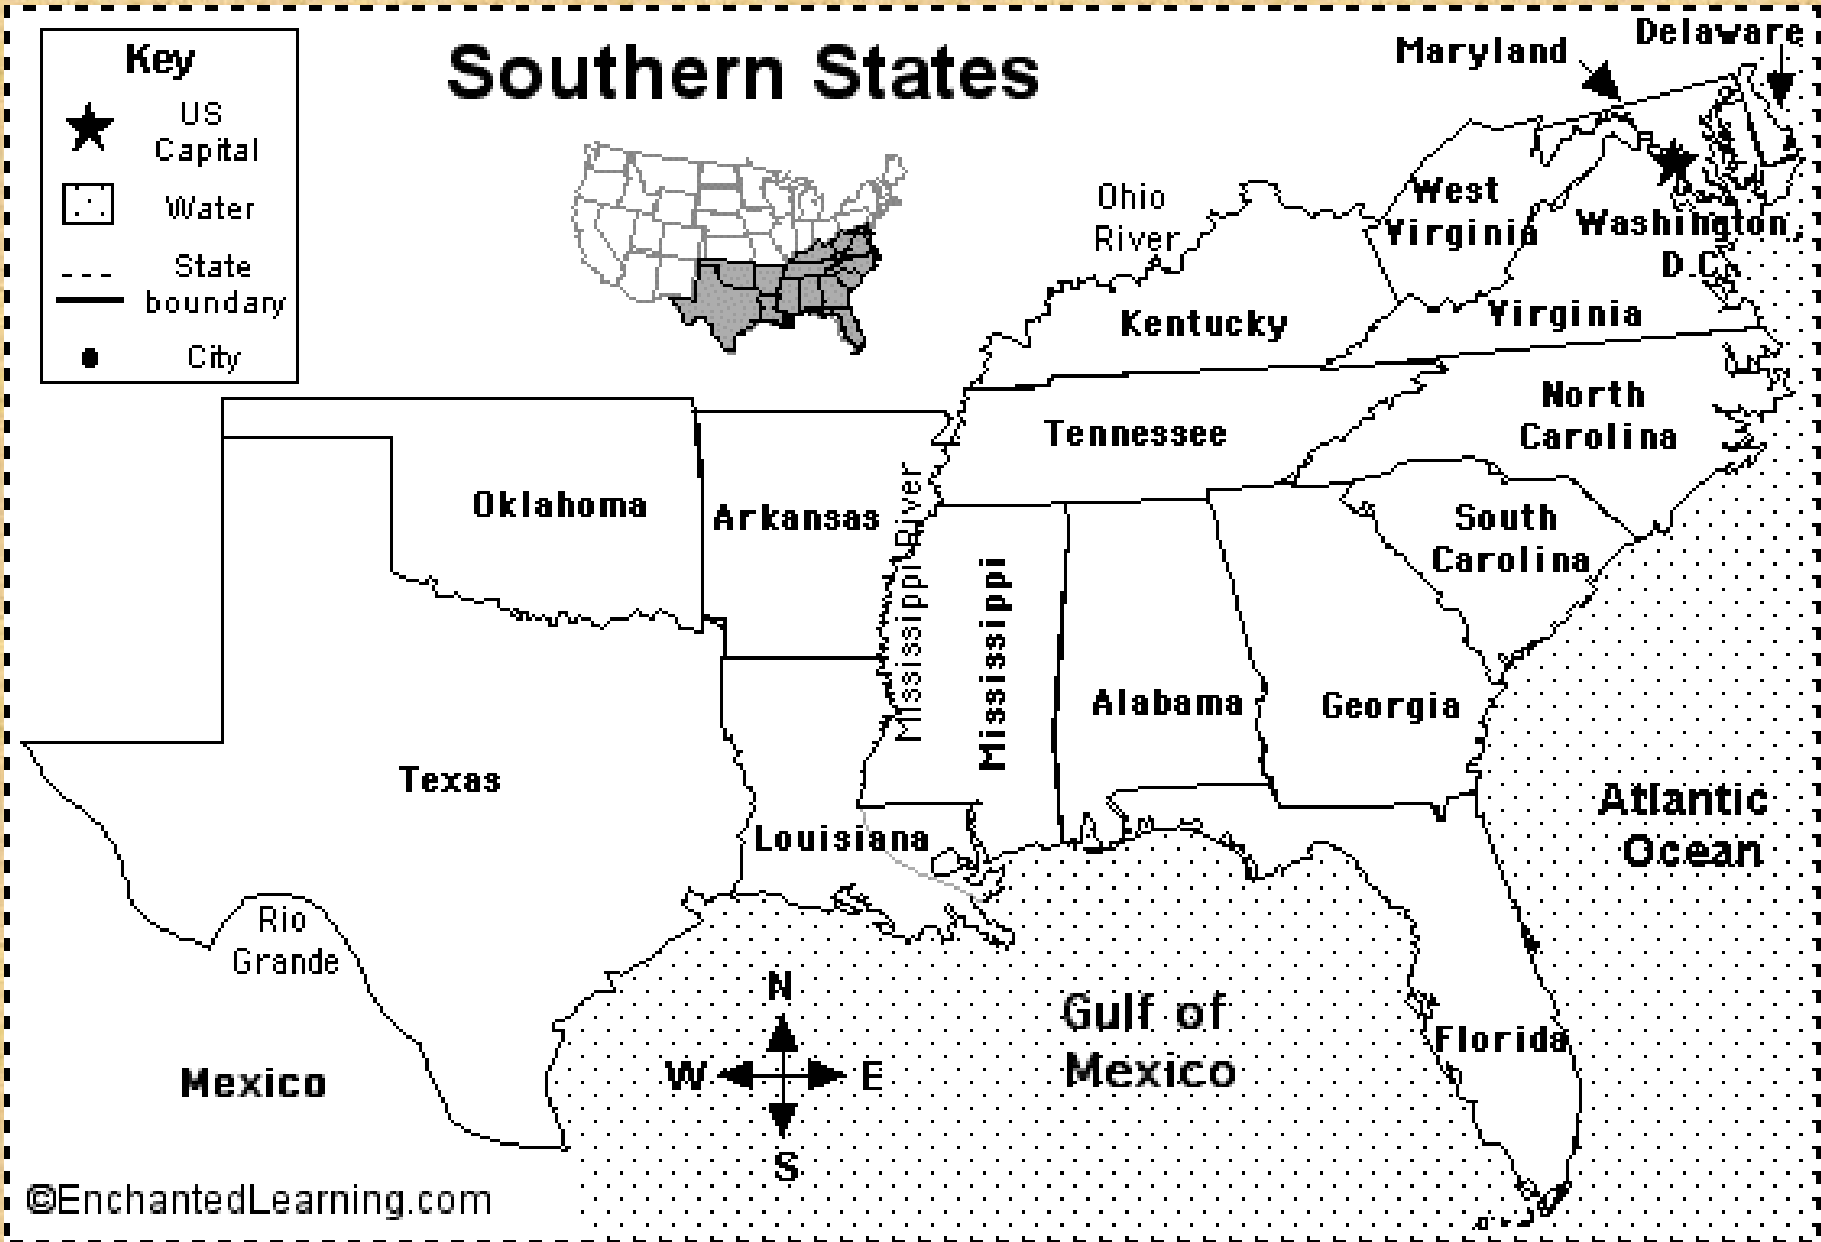 Key
US
Capital
Water
State
boundary
City
Southern States
Maryland
Delaware
Ohio
River
West
Virginia
Washington,
D.C.
Kentucky
Virginia
North
Carolina
Tennessee
Oklahoma
Arkansas
Mississippi River
South
Carolina
Mississippi
Alabama
Georgia
Texas
Louisiana
Atlantic
Ocean
Rio
Grande
Mexico
N
W
E
S
Gulf of
Mexico
Florida
©EnchantedLearning.com